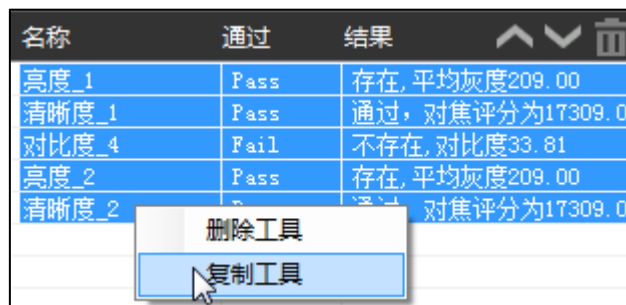 名称 通过 结果
亮度_1 Pass 存在,平均灰度209.00
清晰度_1 Pass 通过，对焦评分为17309.0
对比度_4 Fail 不存在,对比度33.81
亮度_2 Pass 存在,平均灰度209.00
清晰度_2 对焦评分为17309.0
删除工具
复制工具